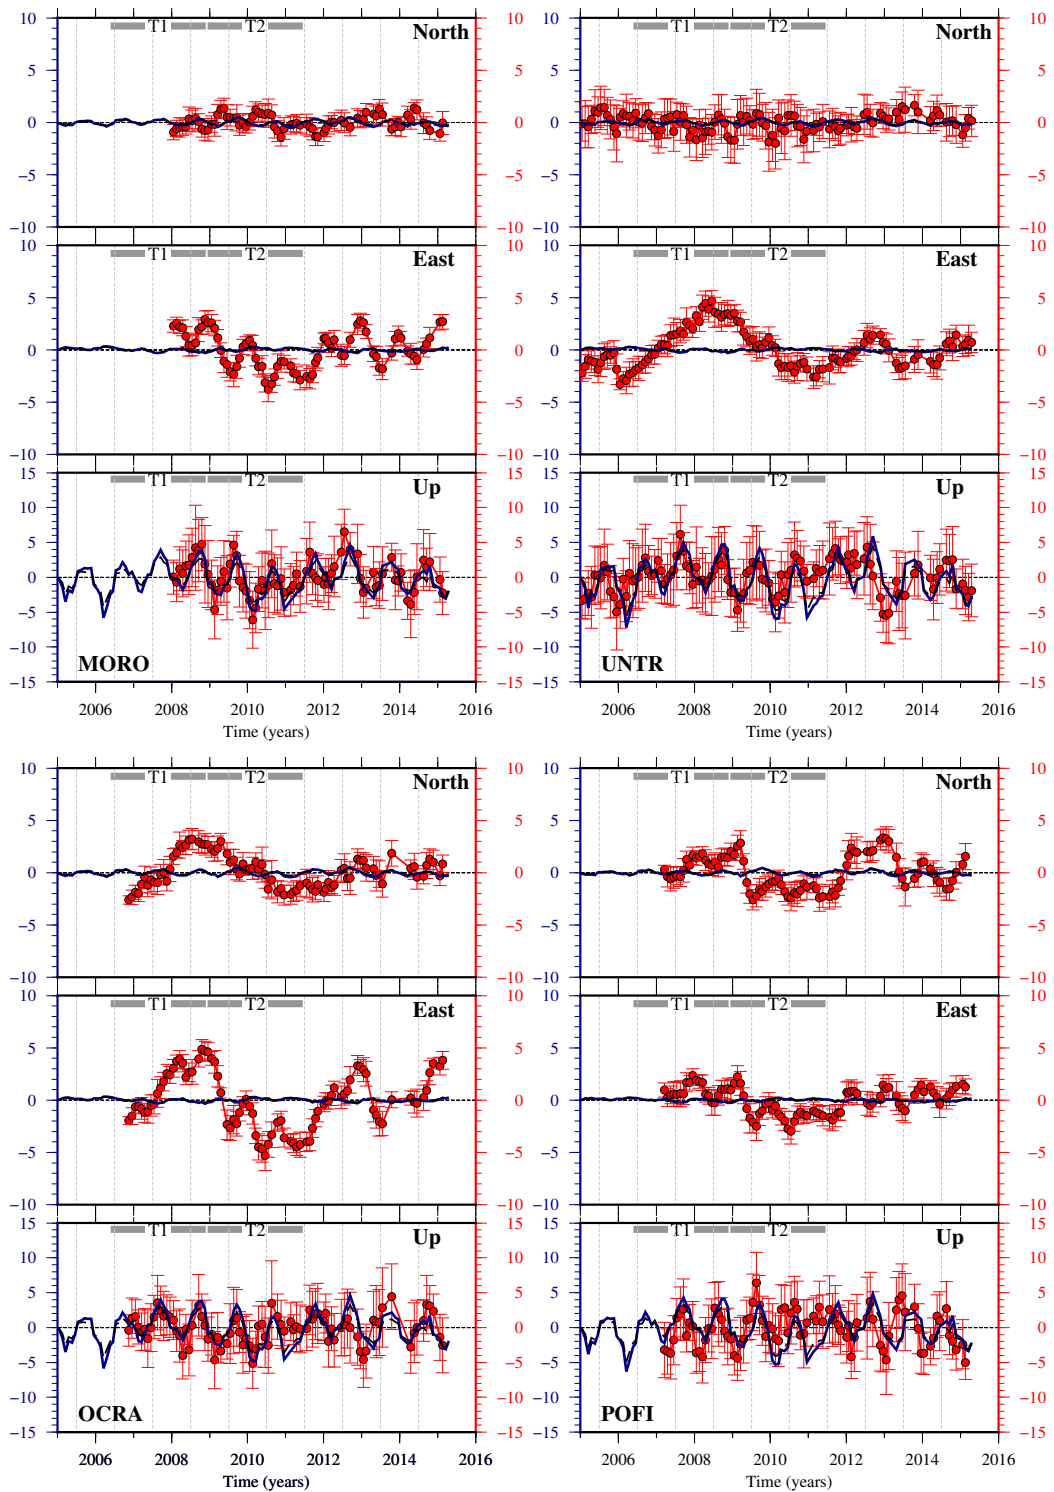 10 T1 T2 North 10 10 T1 T2 North 10
5 5 5 5
0 0 0 0
−5 −5 −5 −5
−10 −10 −10 −10
10 T1 T2 East 10 10 T1 T2 East 10
5 5 5 5
0 0 0 0
−5 −5 −5 −5
−10 −10 −10 −10
15 T1 T2 Up 15 15 T1 T2 Up 15
10 10 10 10
5 5 5 5
0 0 0 0
−5 −5 −5 −5
−10 −10 −10 −10
MORO UNTR
−15 −15 −15 −15
2006 2008 2010 2012 2014 2016 2006 2008 2010 2012 2014 2016
Time (years) Time (years)
10 T1 T2 North 10 10 T1 T2 North 10
5 5 5 5
0 0 0 0
−5 −5 −5 −5
−10 −10 −10 −10
10 T1 T2 East 10 10 T1 T2 East 10
5 5 5 5
0 0 0 0
−5 −5 −5 −5
−10 −10 −10 −10
15 T1 T2 Up 15 15 T1 T2 Up 15
10 10 10 10
5 5 5 5
0 0 0 0
−5 −5 −5 −5
−10 −10 −10 −10
OCRA POFI
−15 −15 −15 −15
2006 2008 2010 2012 2014 2016 2006 2008 2010 2012 2014 2016
Time (years) Time (years)